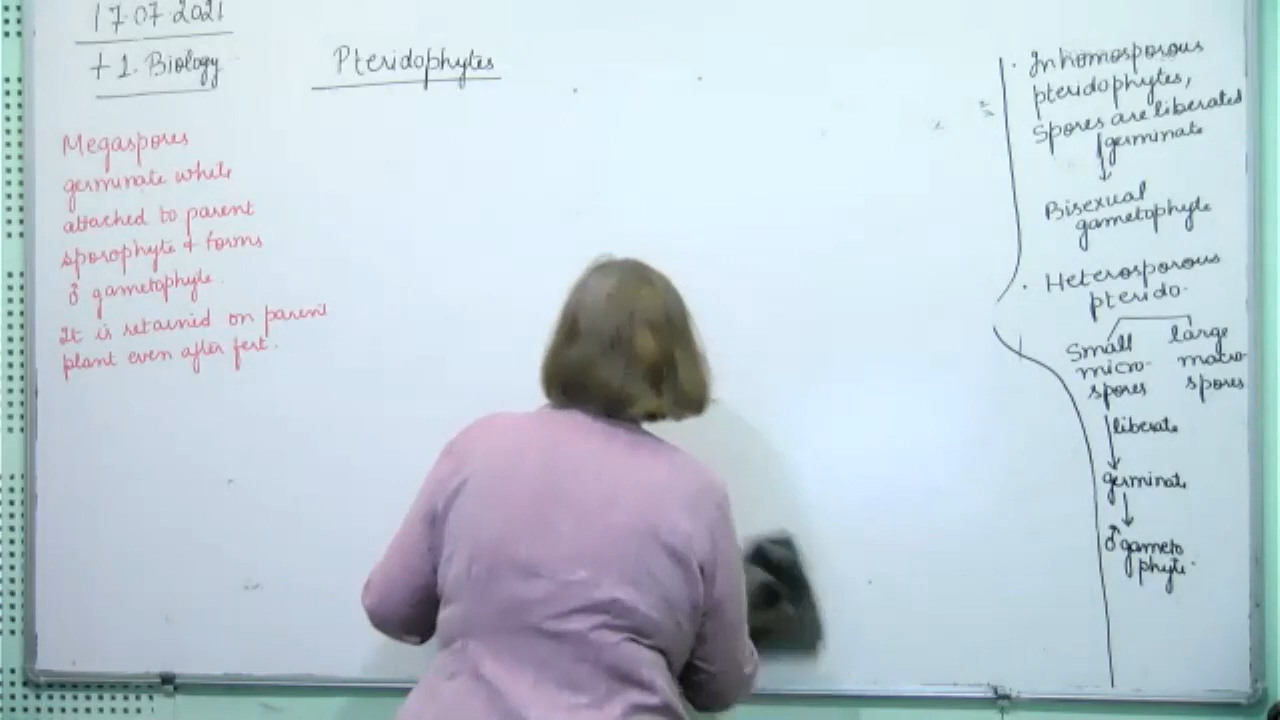 17.07.2021
+1. Biology
Pteridophytes
Megaspores
germinate while
attached to parent
sporophyte & forms
♂ gametophyte.
It is retained on parent
plant even after fert.
. In homosporous
pteridophytes,
Spores are liberated
germinate
Bisexual
gametophyte
. Heterosporous
pterido.
Small large
micro- macro-
spores spores
liberate
germinate
♂ gameto
phyte.